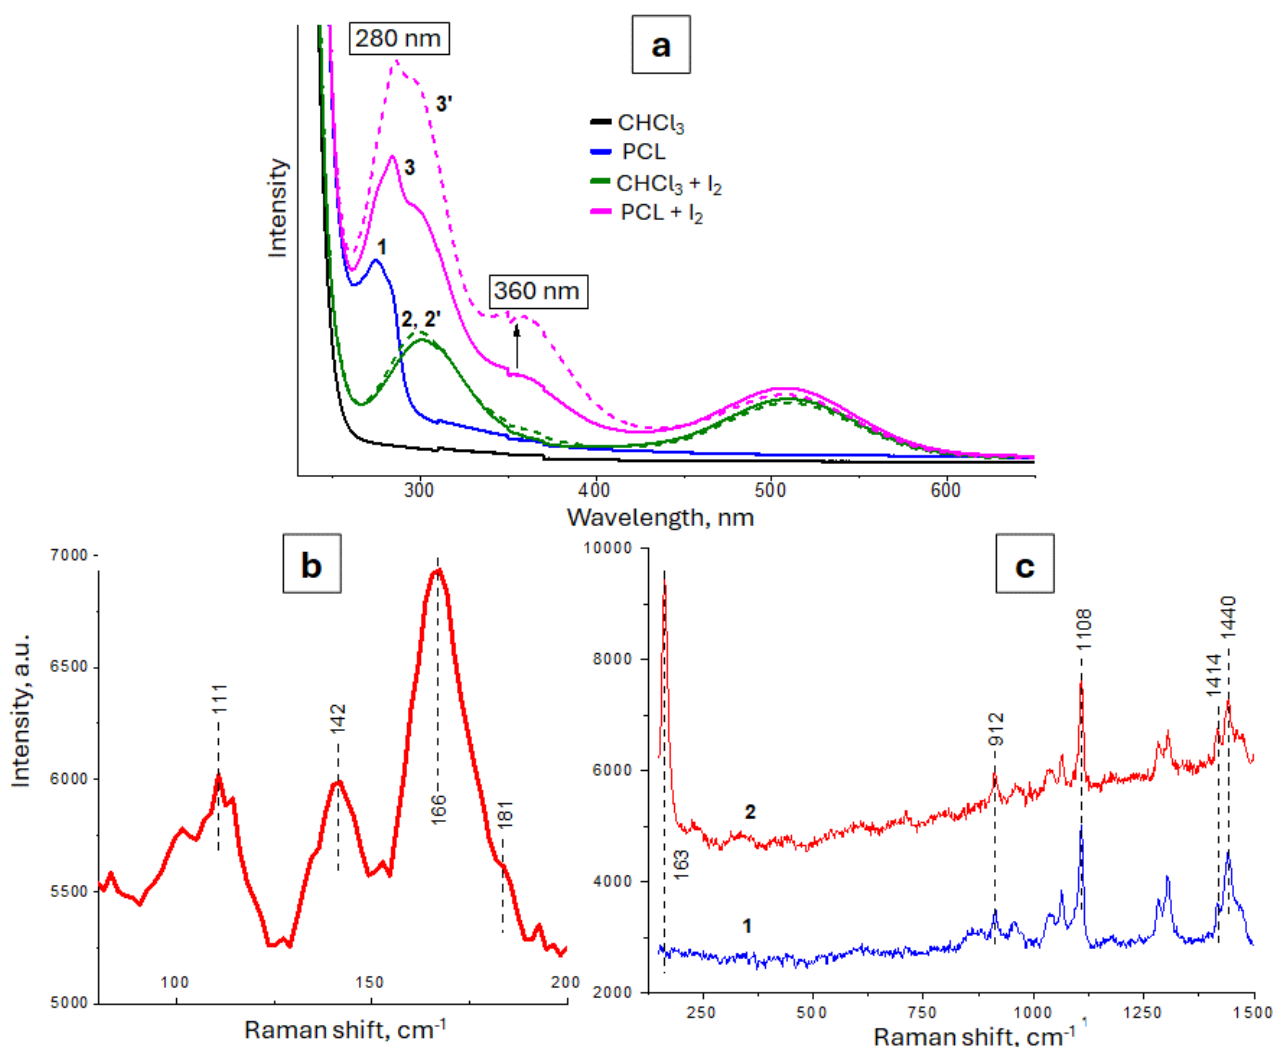 280 nm
a
3'
CHCl₃
PCL
CHCl₃ + I₂
PCL + I₂
3
1
360 nm
2, 2'
Intensity
300
400
500
600
Wavelength, nm
b
7000
6500
6000
5500
5000
Intensity, a.u.
111
142
166
181
100
150
200
Raman shift, cm⁻¹
c
10000
8000
6000
4000
2000
163
912
1108
1414
1440
2
1
250
500
750
1000
1250
1500
Raman shift, cm⁻¹ ¹